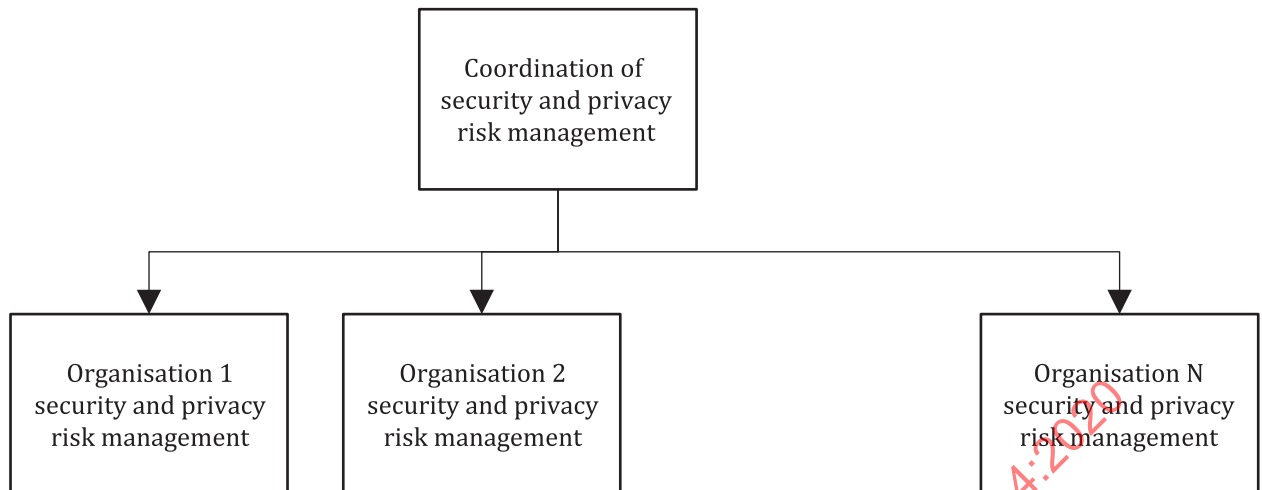 Coordination of
security and privacy
risk management
Organisation 1
security and privacy
risk management
Organisation 2
security and privacy
risk management
Organisation N
security and privacy
risk management
4:2020